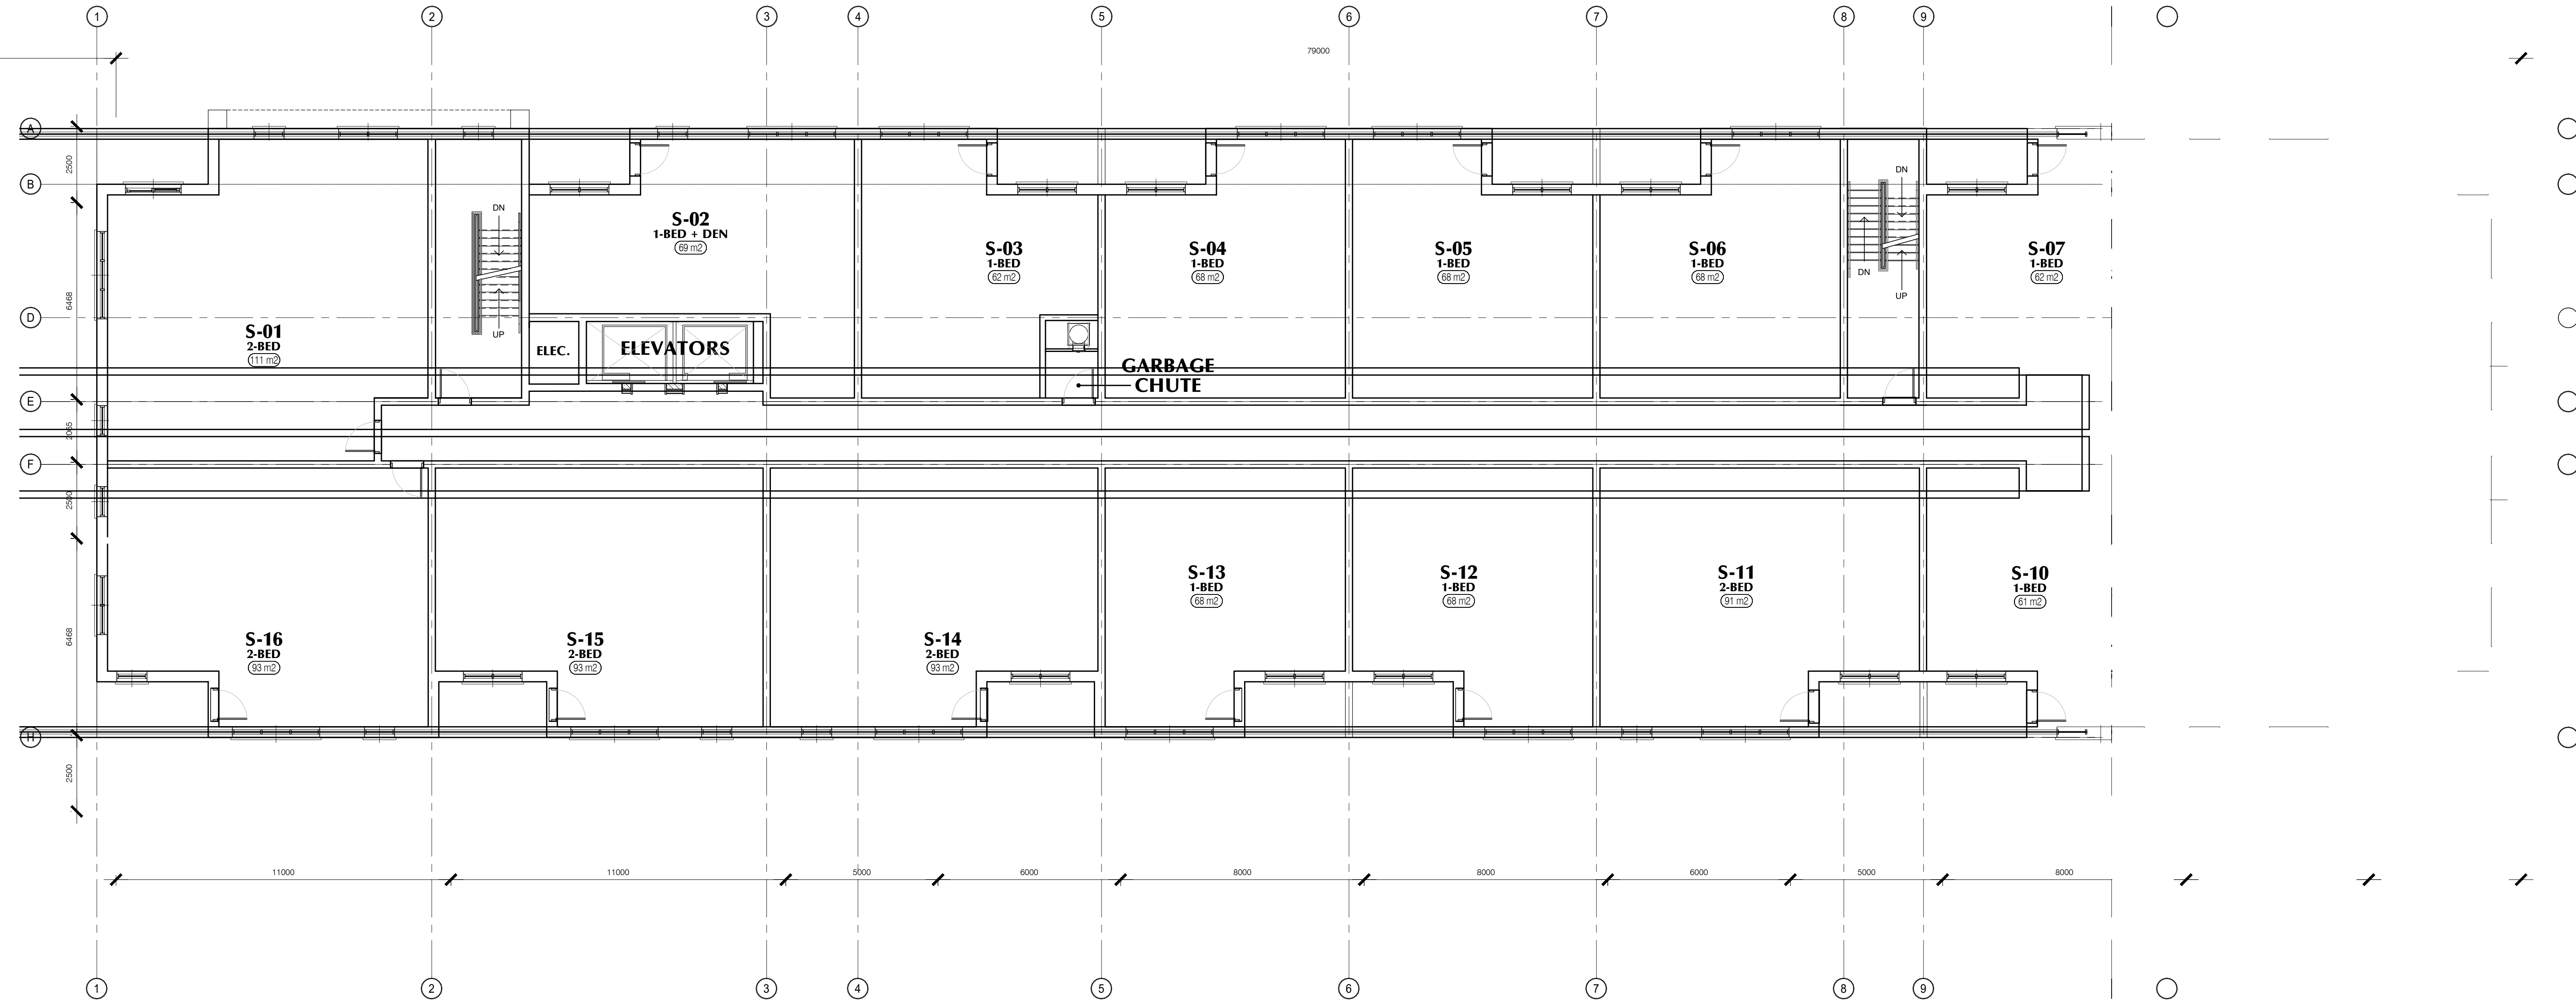 1 2 3 4 5 6 7 8 9
79000
A
2500
B
DN
DN
S-02
1-BED + DEN
69 m2
S-03
1-BED
62 m2
S-04
1-BED
68 m2
S-05
1-BED
68 m2
S-06
1-BED
68 m2
S-07
1-BED
62 m2
DN
UP
6468
D
S-01
2-BED
111 m2
UP
ELEC.
ELEVATORS
GARBAGE
CHUTE
E
2065
F
2500
S-13
1-BED
68 m2
S-12
1-BED
68 m2
S-11
2-BED
91 m2
S-10
1-BED
61 m2
6468
S-16
2-BED
93 m2
S-15
2-BED
93 m2
S-14
2-BED
93 m2
H
2500
11000 11000 5000 6000 8000 8000 6000 5000 8000
1 2 3 4 5 6 7 8 9